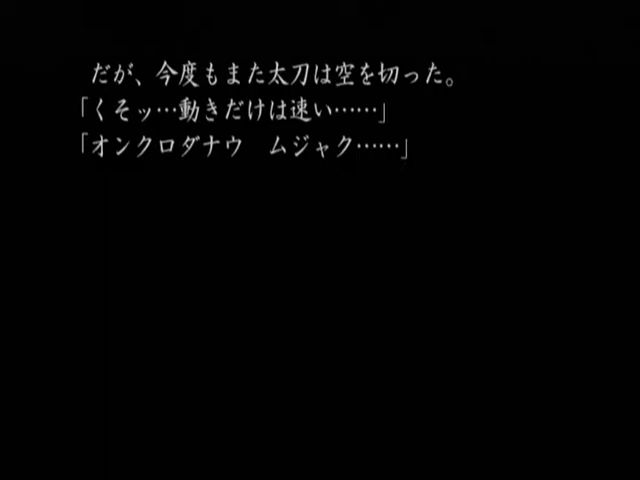 だが、今度もまた太刀は空を切った。
「くそッ…動きだけは速い……」
「オンクロダナウ　ムジャク……」